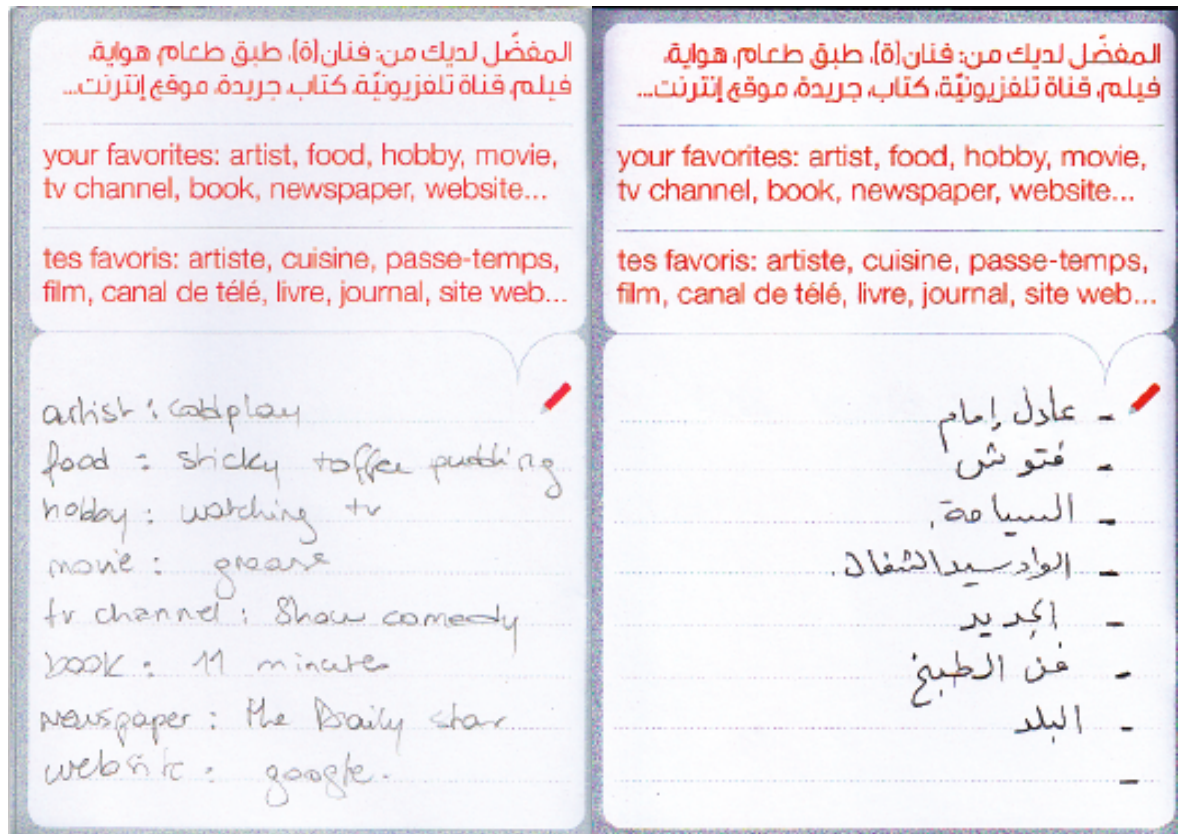 المفضّل لديك من: فنان(ة)، طبق طعام، هواية،
فيلم، قناة تلفزيونيّة، كتاب، جريدة، موقع إنترنت...
your favorites: artist, food, hobby, movie,
tv channel, book, newspaper, website...
tes favoris: artiste, cuisine, passe-temps,
film, canal de télé, livre, journal, site web...
artist : coldplay
food : sticky toffee pudding
hobby : watching tv
movie : grease
tv channel : Show comedy
book : 11 minutes
newspaper : the Daily star
website : google.
المفضّل لديك من: فنان(ة)، طبق طعام، هواية،
فيلم، قناة تلفزيونيّة، كتاب، جريدة، موقع إنترنت...
your favorites: artist, food, hobby, movie,
tv channel, book, newspaper, website...
tes favoris: artiste, cuisine, passe-temps,
film, canal de télé, livre, journal, site web...
- عادل إمام
- فتوش
- السياحة.
- الواد سيد الشغال.
- الجديد
- فن الطبخ
- البلد
-